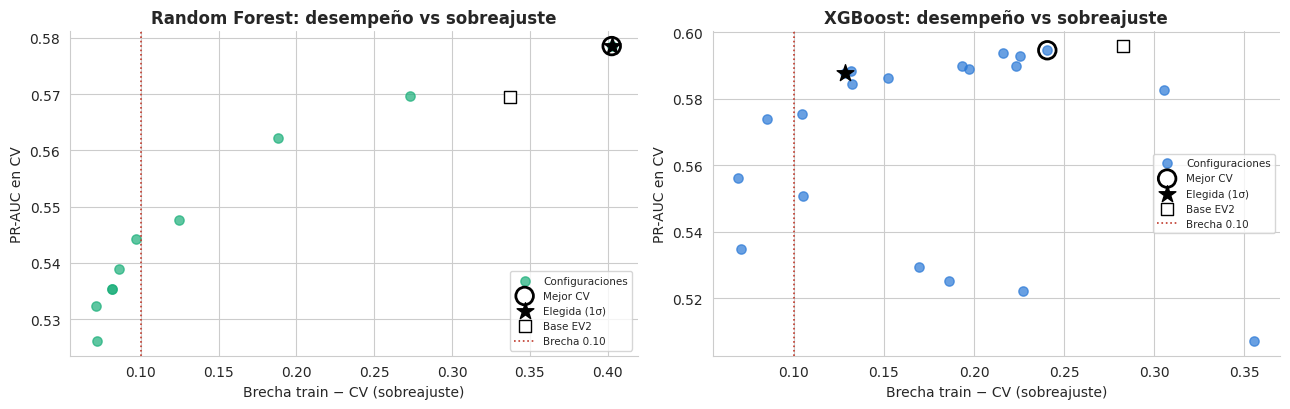 Random Forest: desempeño vs sobreajuste
PR-AUC en CV
0.58
0.57
0.56
0.55
0.54
0.53
0.10
0.15
0.20
0.25
0.30
0.35
0.40
Brecha train − CV (sobreajuste)
Configuraciones
Mejor CV
Elegida (1σ)
Base EV2
Brecha 0.10
XGBoost: desempeño vs sobreajuste
PR-AUC en CV
0.60
0.58
0.56
0.54
0.52
0.10
0.15
0.20
0.25
0.30
0.35
Brecha train − CV (sobreajuste)
Configuraciones
Mejor CV
Elegida (1σ)
Base EV2
Brecha 0.10